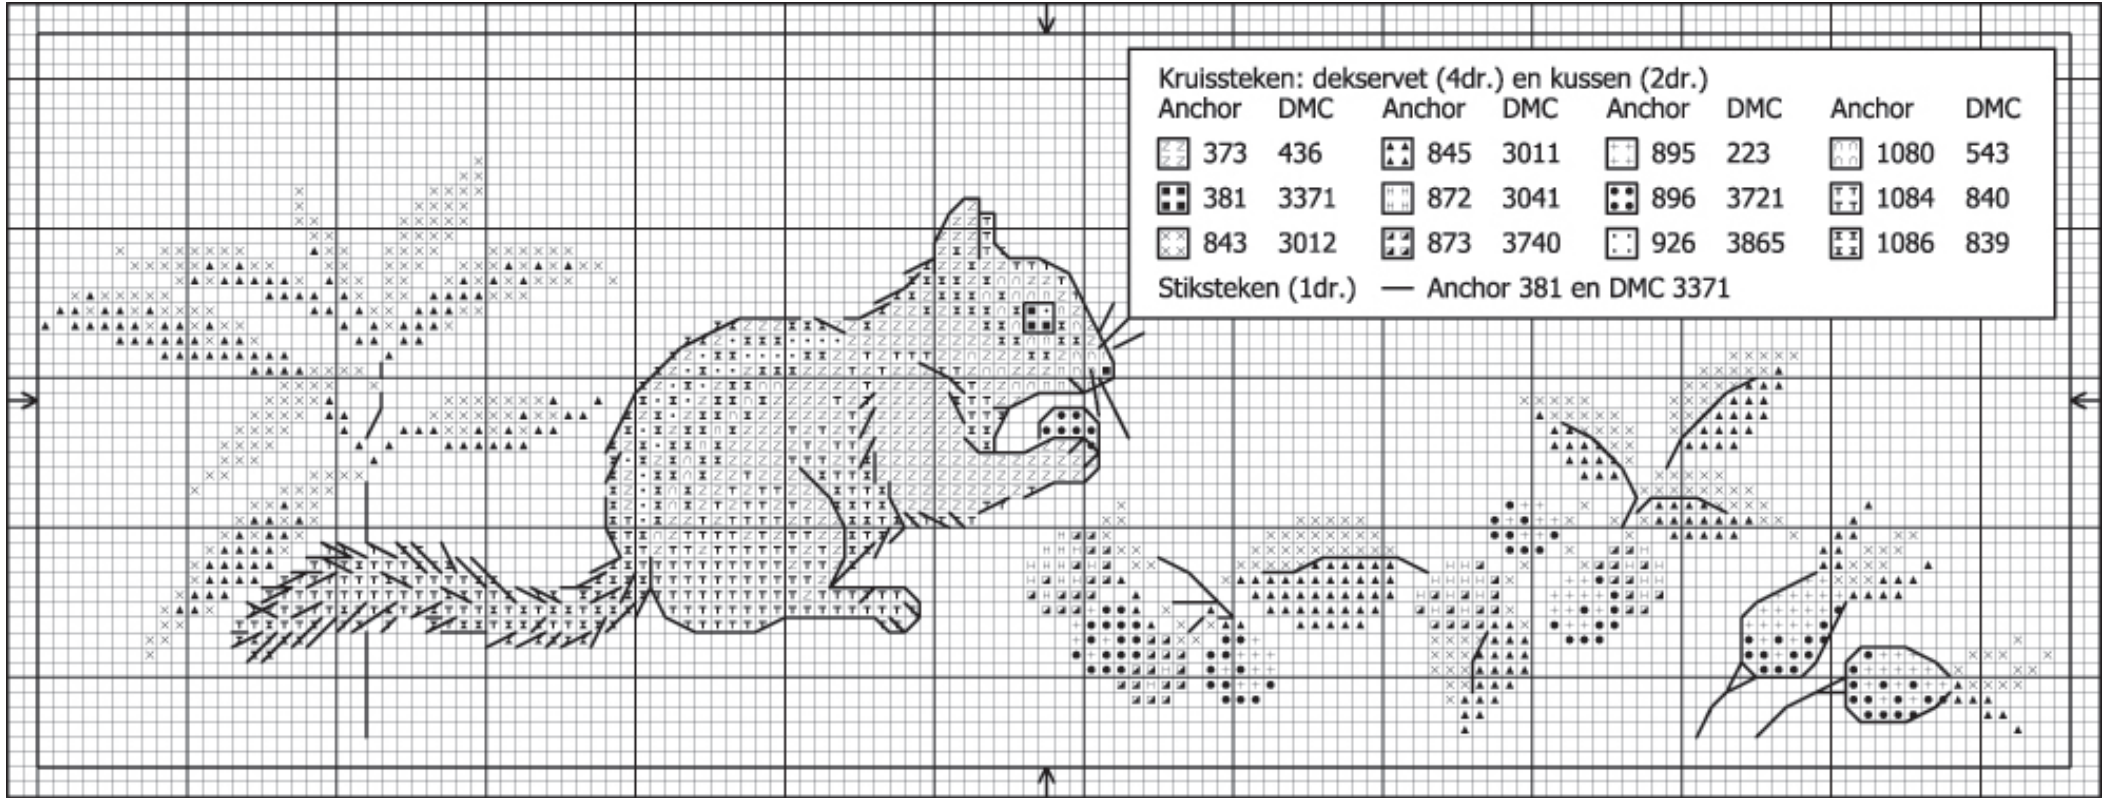 Kruissteken: dekservet (4dr.) en kussen (2dr.)
Anchor DMC Anchor DMC Anchor DMC Anchor DMC
373 436 845 3011 895 223 1080 543
381 3371 872 3041 896 3721 1084 840
843 3012 873 3740 926 3865 1086 839
Stiksteken (1dr.) — Anchor 381 en DMC 3371